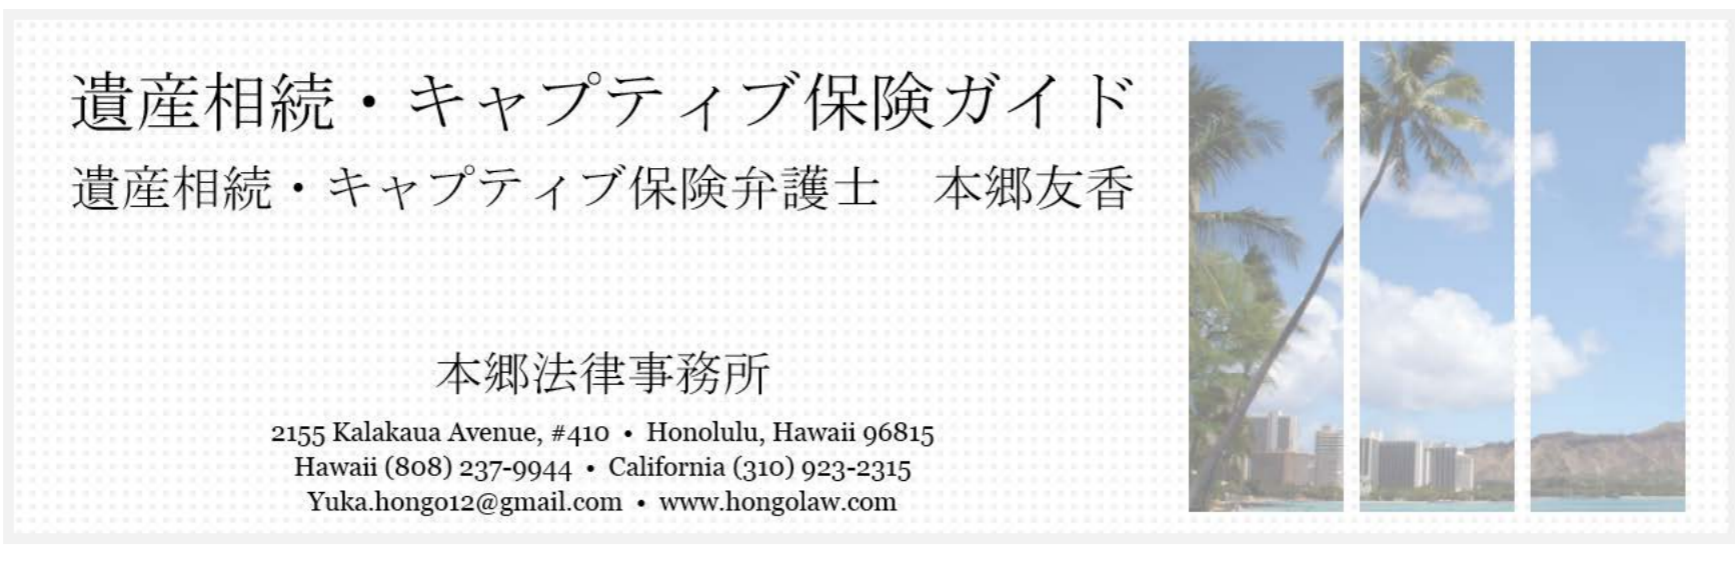 遺産相続・キャプティブ保険ガイド
遺産相続・キャプティブ保険弁護士　本郷友香
本郷法律事務所
2155 Kalakaua Avenue, #410 • Honolulu, Hawaii 96815
Hawaii (808) 237-9944 • California (310) 923-2315
Yuka.hongo12@gmail.com • www.hongolaw.com